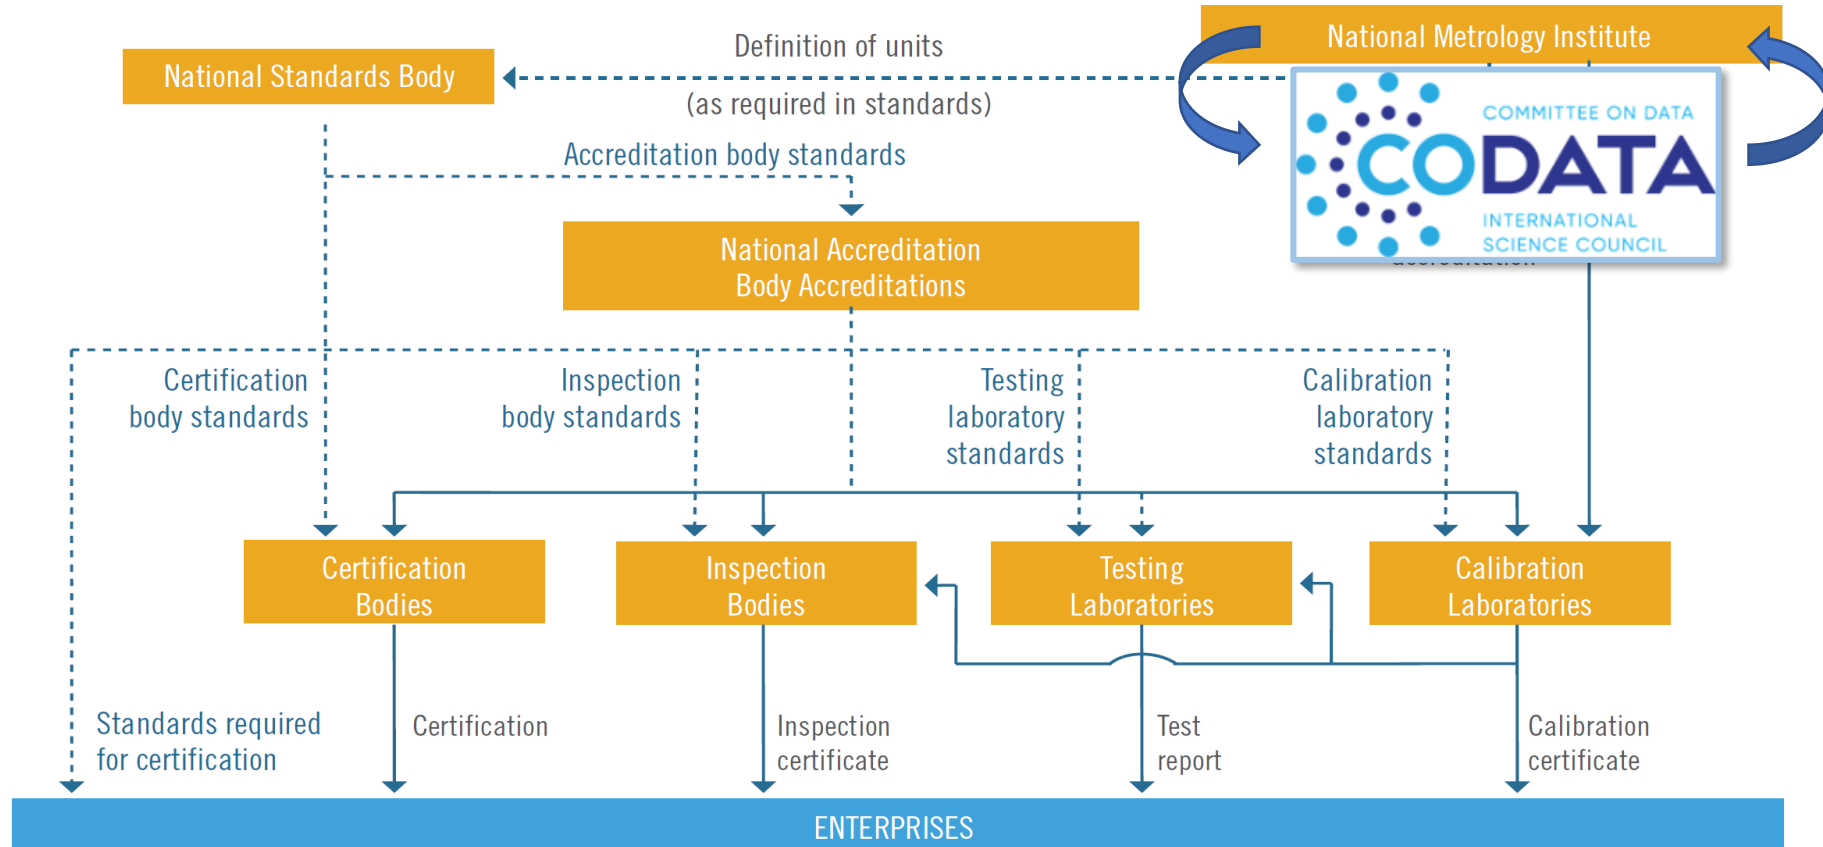 National Metrology Institute
Definition of units
National Standards Body
(as required in standards)
COMMITTEE ON DATA
CODATA
INTERNATIONAL
SCIENCE COUNCIL
Accreditation body standards
National Accreditation
Body Accreditations
Certification
body standards
Inspection
body standards
Testing
laboratory
standards
Calibration
laboratory
standards
Certification
Bodies
Inspection
Bodies
Testing
Laboratories
Calibration
Laboratories
Standards required
for certification
Certification
Inspection
certificate
Test
report
Calibration
certificate
ENTERPRISES